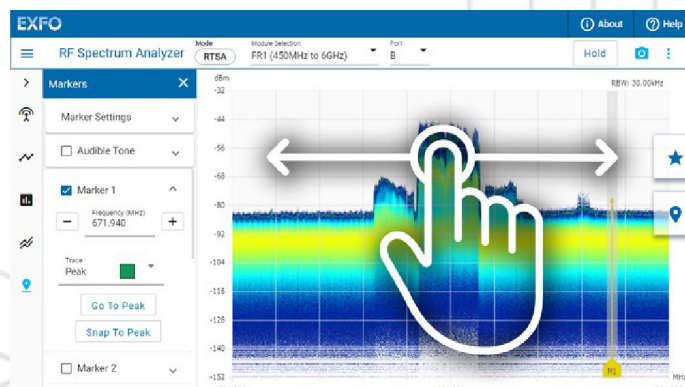 EXFO
About
Help
RF Spectrum Analyzer
Mode
RTSA
Module Selection
FR1 (450MHz to 6GHz)
Port
B
Hold
Markers
Marker Settings
Audible Tone
Marker 1
Frequency (MHz)
671.940
Trace
Peak
Go To Peak
Snap To Peak
Marker 2
dBm
RBW: 30.00kHz
-32
-44
-56
-68
-80
-92
-104
-116
-128
-140
-152
M1
MHz